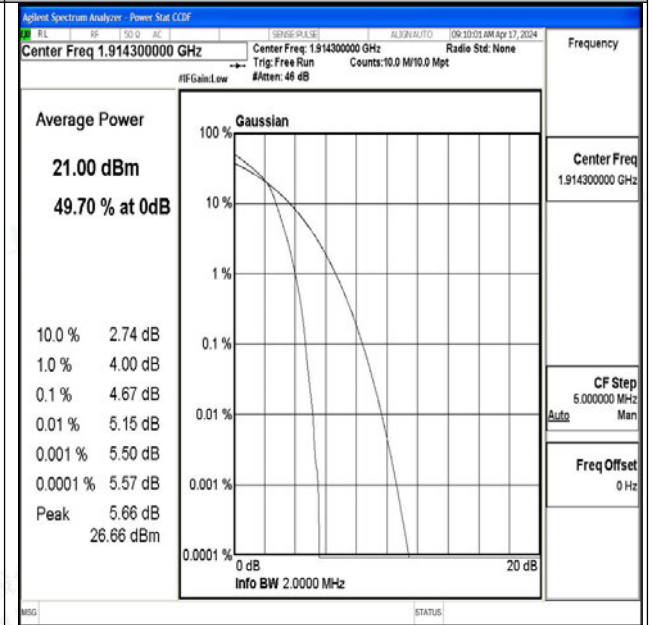 Agilent Spectrum Analyzer - Power Stat CCDF
RL RF 50 Ω AC SENSE:PULSE ALIGN AUTO 09:10:01 AM Apr 17, 2024
Center Freq 1.914300000 GHz
Center Freq: 1.914300000 GHz Radio Std: None
Trig: Free Run Counts:10.0 M/10.0 Mpt
#IFGain:Low #Atten: 46 dB
Frequency
Average Power
21.00 dBm
49.70 % at 0dB
10.0 % 2.74 dB
1.0 % 4.00 dB
0.1 % 4.67 dB
0.01 % 5.15 dB
0.001 % 5.50 dB
0.0001 % 5.57 dB
Peak 5.66 dB
26.66 dBm
Gaussian
100 %
10 %
1 %
0.1 %
0.01 %
0.001 %
0.0001 %
0 dB 20 dB
Info BW 2.0000 MHz
Center Freq
1.914300000 GHz
CF Step
5.000000 MHz
Auto Man
Freq Offset
0 Hz
MSG STATUS